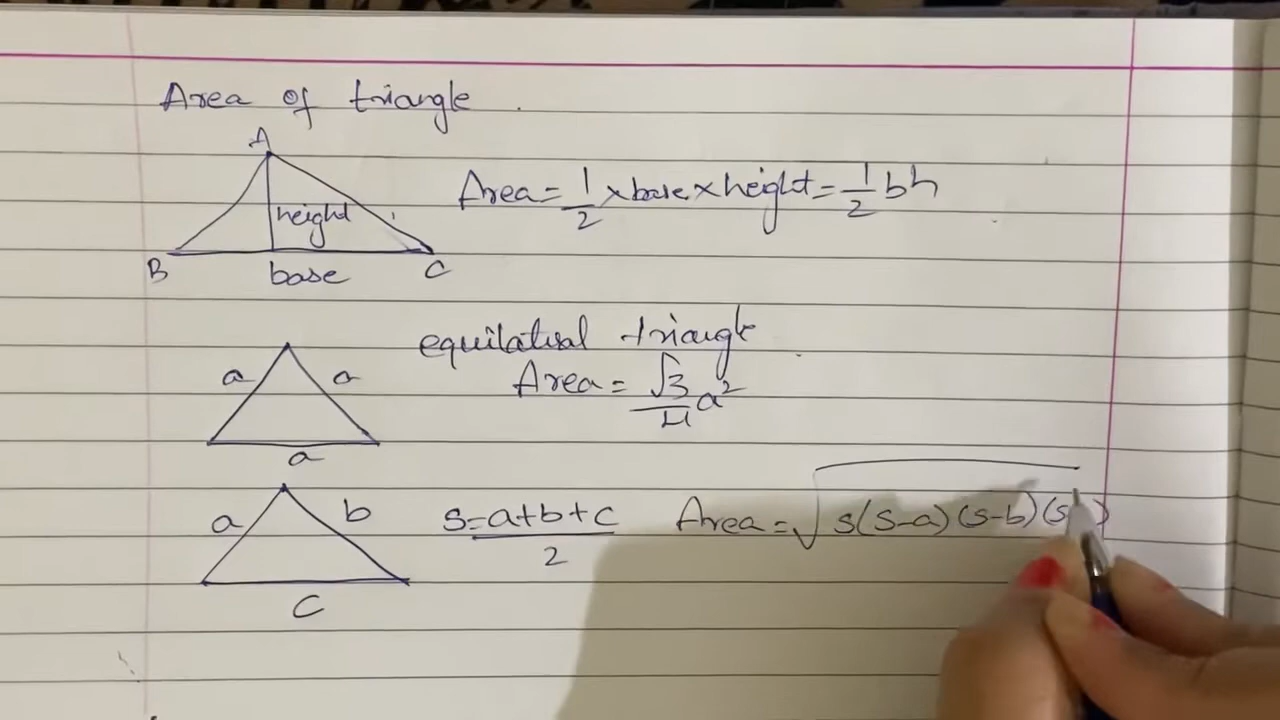 Area of triangle .
A
Area = 1/2 × base × height = 1/2 bh
height
B base C
equilatral triangle
a a
Area = √3/4 a²
a
a b s = a+b+c/2 Area = √s(s-a)(s-b)(s
c